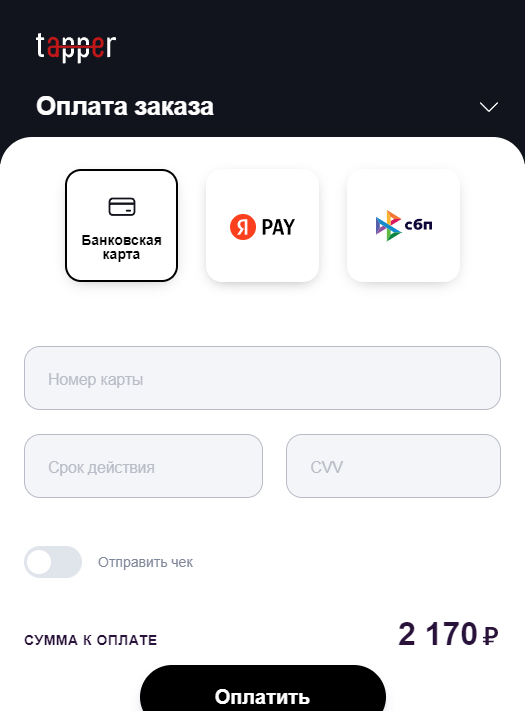 tapper
Оплата заказа
Банковская
карта
Я PAY
сбп
Номер карты
Срок действия
CVV
Отправить чек
СУММА К ОПЛАТЕ
2 170 ₽
Оплатить